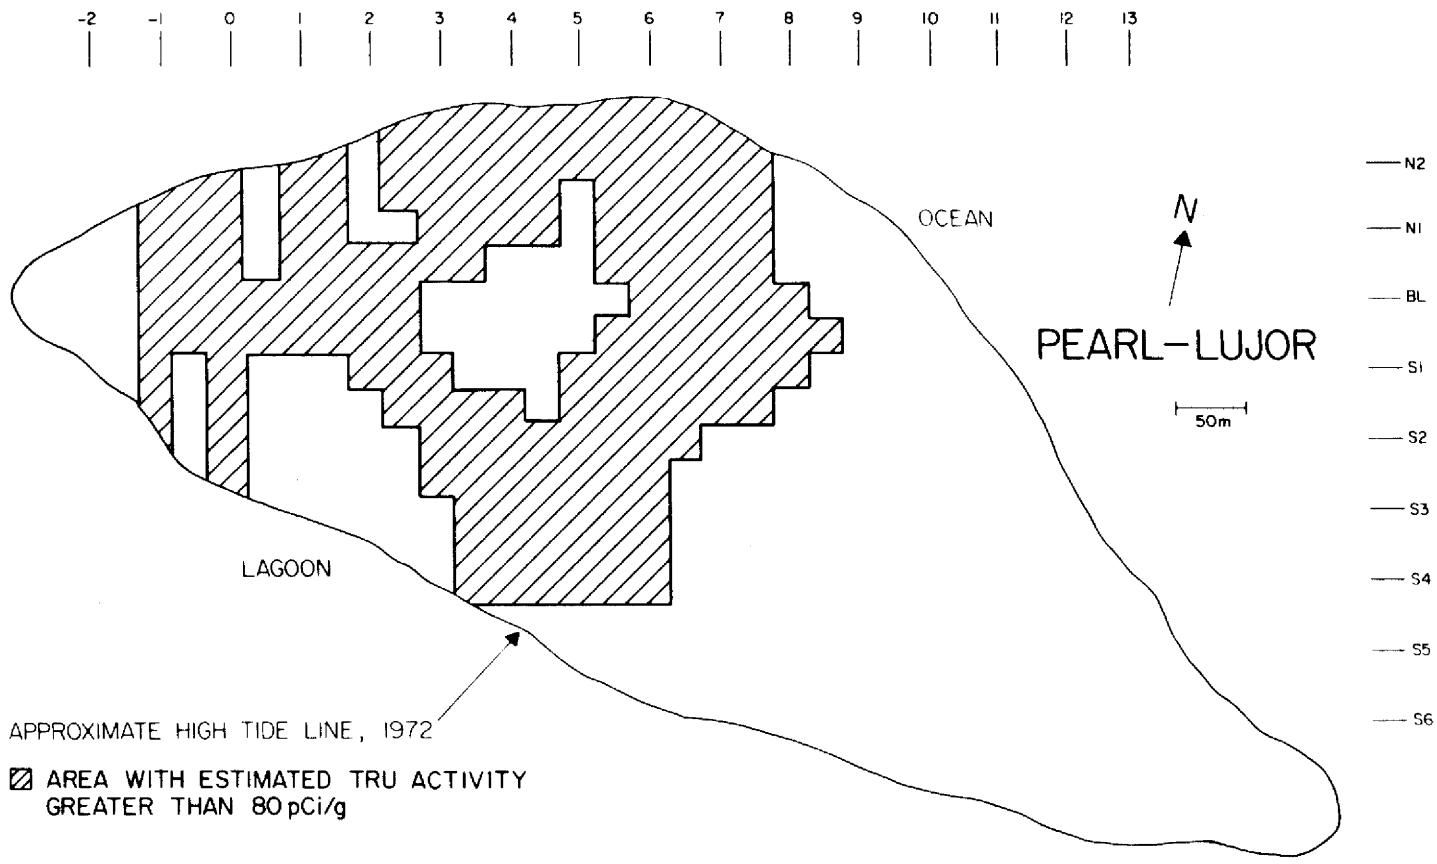 -2 -1 0 1 2 3 4 5 6 7 8 9 10 11 12 13
N2
OCEAN
N
N1
BL
PEARL-LUJOR
S1
50m
S2
S3
LAGOON
S4
S5
APPROXIMATE HIGH TIDE LINE, 1972
S6
AREA WITH ESTIMATED TRU ACTIVITY
GREATER THAN 80 pCi/g